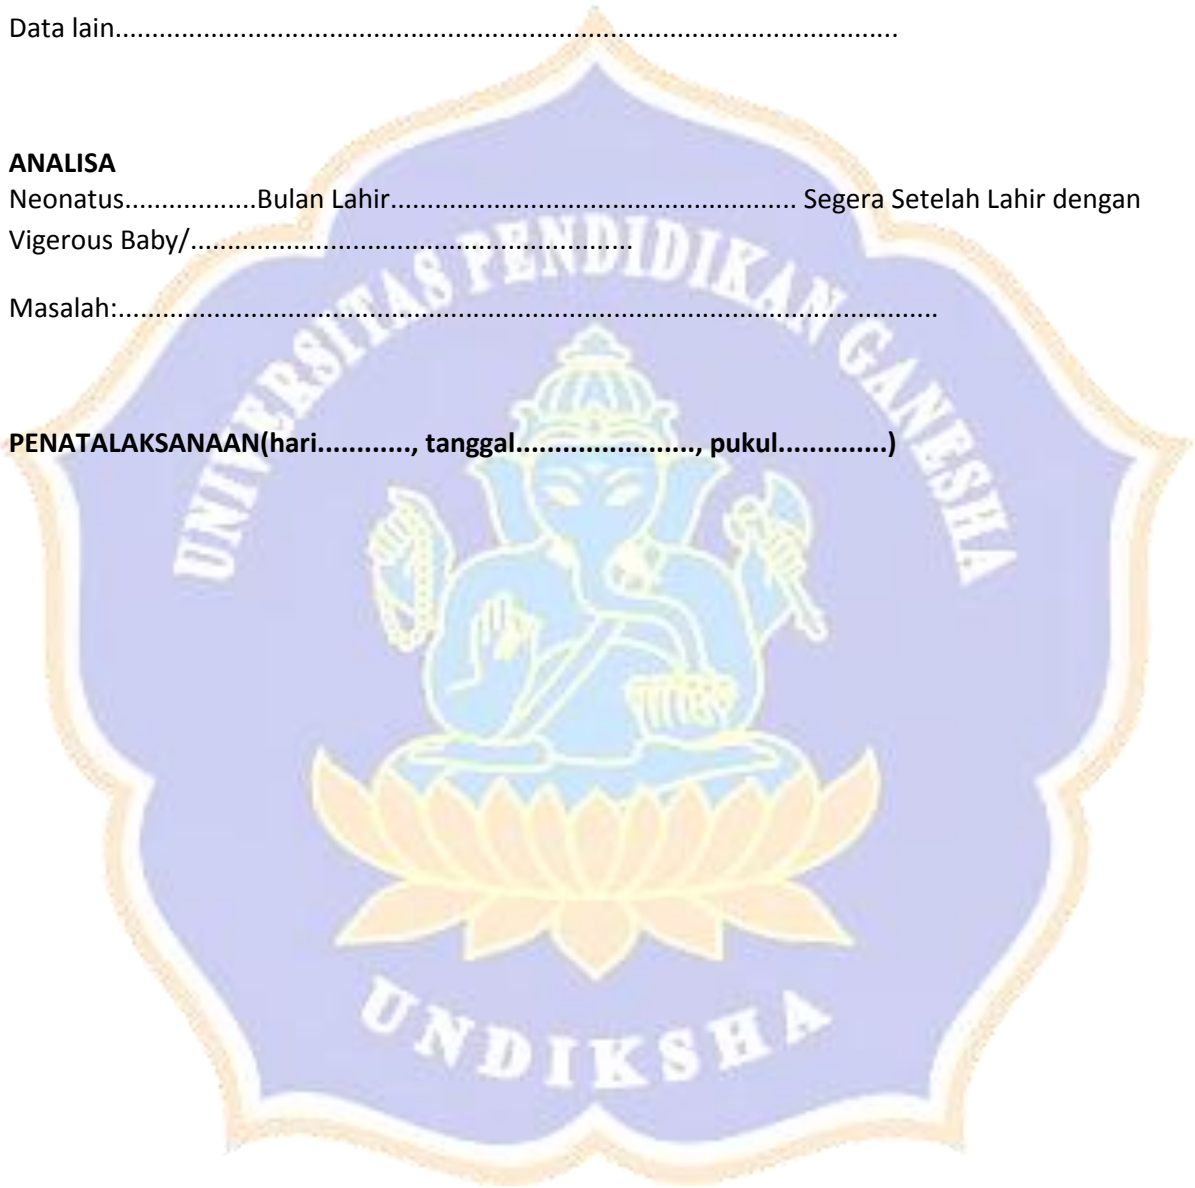 Data lain..........................................................................................................
ANALISA
Neonatus..................Bulan Lahir....................................................... Segera Setelah Lahir dengan
Vigerous Baby/............................................................
Masalah:...............................................................................................................
PENATALAKSANAAN(hari............, tanggal......................., pukul..............)
UNIVERSITAS PENDIDIKAN GANESHA
UNDIKSHA